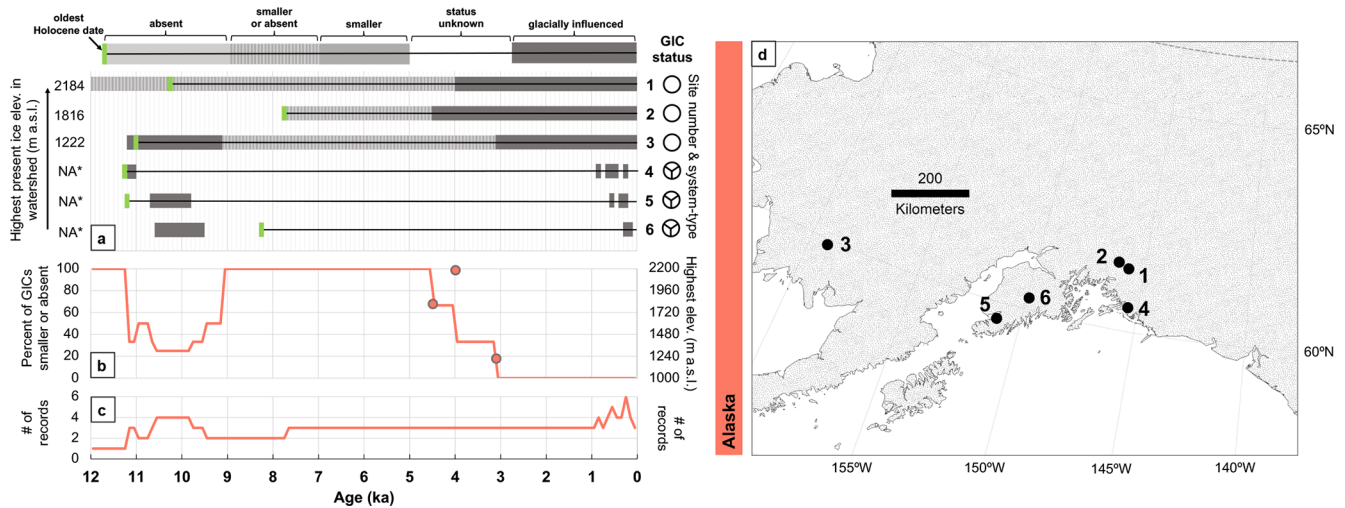 oldest
Holocene date
absent
smaller
or absent
smaller
status
unknown
glacially influenced
GIC
status
Highest present ice elev. in
watershed (m a.s.l.)
2184
1
1816
2
1222
3
NA*
4
NA*
5
NA*
6
a
Site number & system-type
Percent of GICs
smaller or absent
100
80
60
40
20
0
b
2200
1960
1720
1480
1240
1000
Highest elev. (m a.s.l.)
# of
records
6
4
2
0
c
# of
records
12 11 10 9 8 7 6 5 4 3 2 1 0
Age (ka)
Alaska
d
65ºN
200
Kilometers
3
2
1
6
5
4
60ºN
155ºW 150ºW 145ºW 140ºW